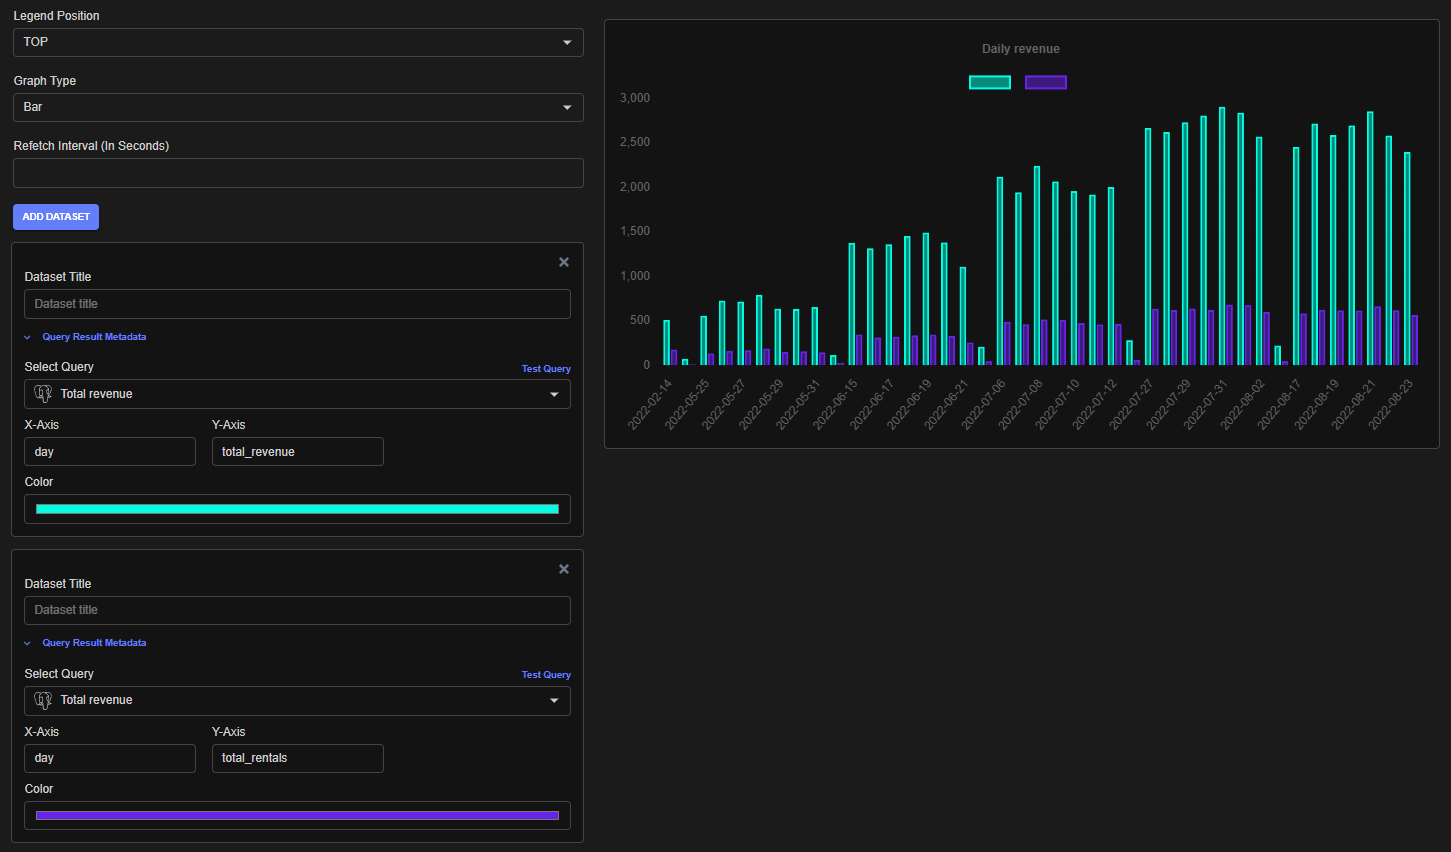 Legend Position
TOP
Graph Type
Bar
Refetch Interval (In Seconds)
ADD DATASET
Dataset Title
Dataset title
Query Result Metadata
Select Query
Test Query
Total revenue
X-Axis
Y-Axis
day
total_revenue
Color
Dataset Title
Dataset title
Query Result Metadata
Select Query
Test Query
Total revenue
X-Axis
Y-Axis
day
total_rentals
Color
Daily revenue
3,000
2,500
2,000
1,500
1,000
500
0
2022-02-14
2022-05-25
2022-05-27
2022-05-29
2022-05-31
2022-06-15
2022-06-17
2022-06-19
2022-06-21
2022-07-06
2022-07-08
2022-07-10
2022-07-12
2022-07-27
2022-07-29
2022-07-31
2022-08-02
2022-08-17
2022-08-19
2022-08-21
2022-08-23